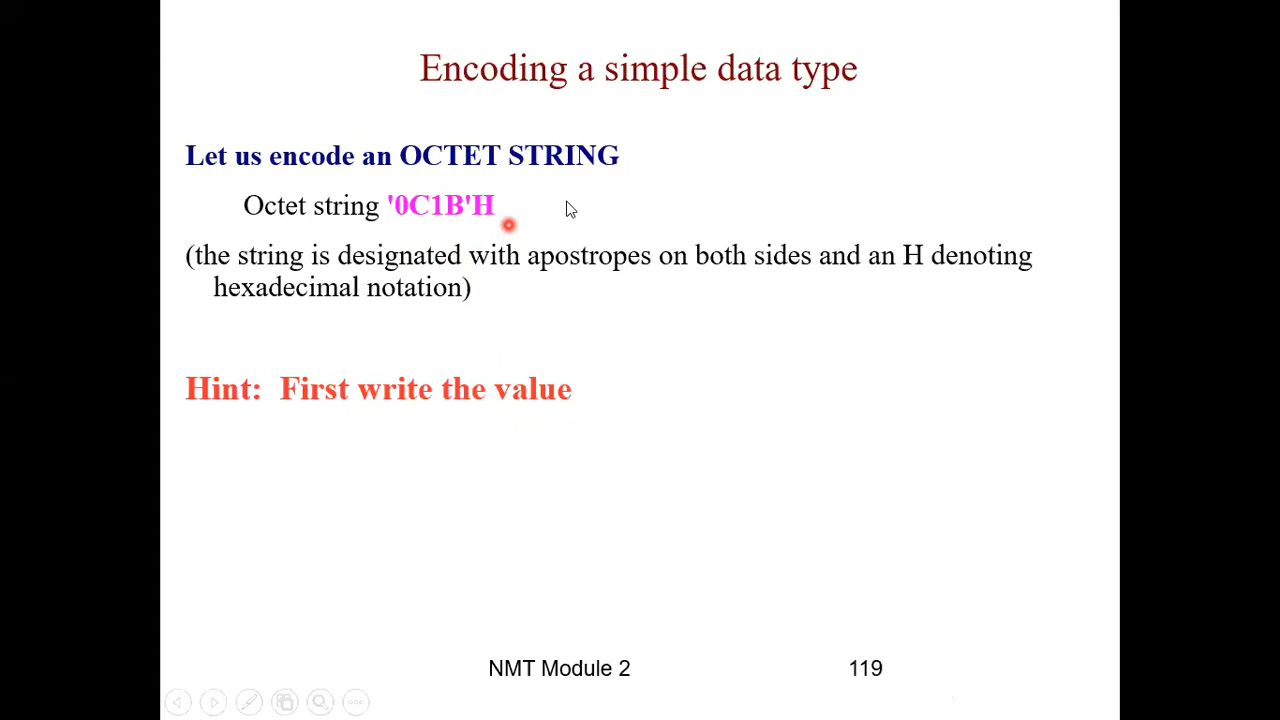 Encoding a simple data type
Let us encode an OCTET STRING
Octet string '0C1B'H
(the string is designated with apostropes on both sides and an H denoting
hexadecimal notation)
Hint: First write the value
NMT Module 2 119